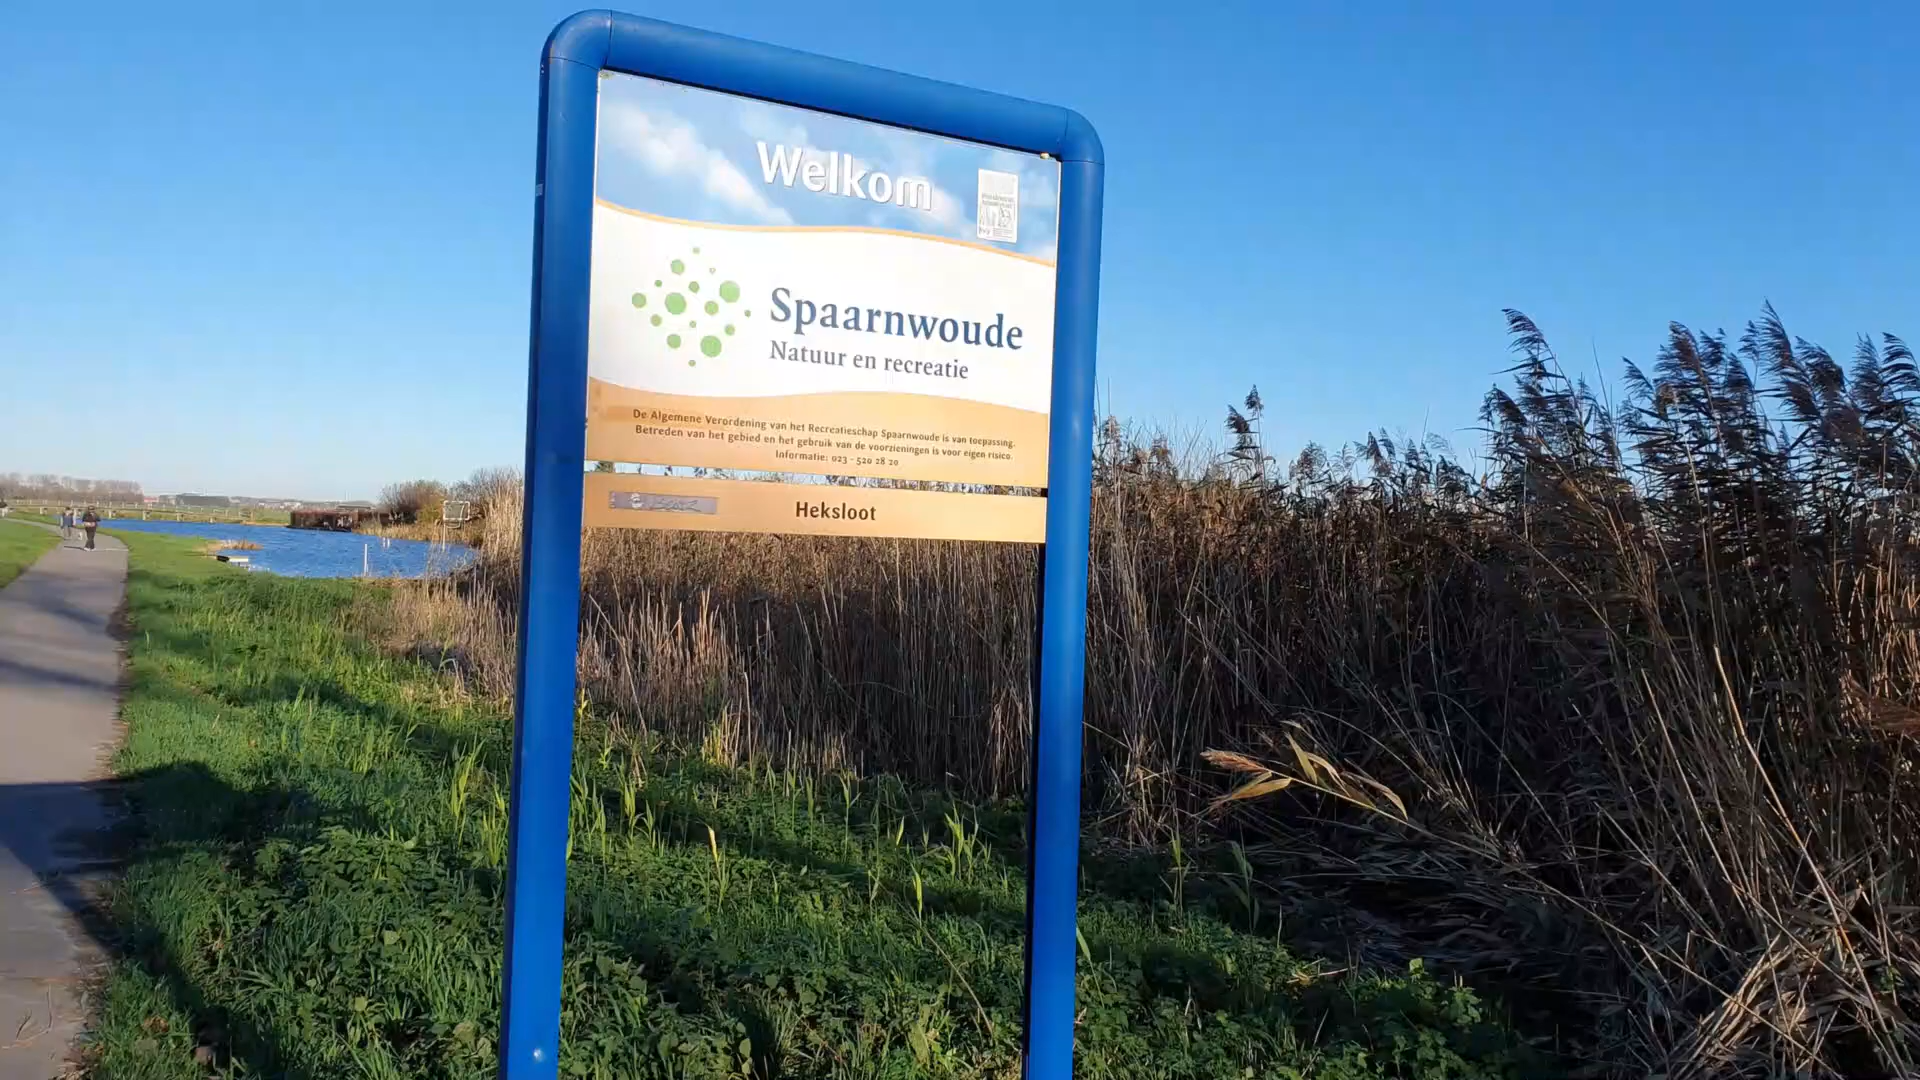 Welkom
Spaarnwoude
Natuur en recreatie
De Algemene Verordening van het Recreatieschap Spaarnwoude is van toepassing.
Betreden van het gebied en het gebruik van de voorzieningen is voor eigen risico.
Informatie: 023 - 520 28 20
Heksloot